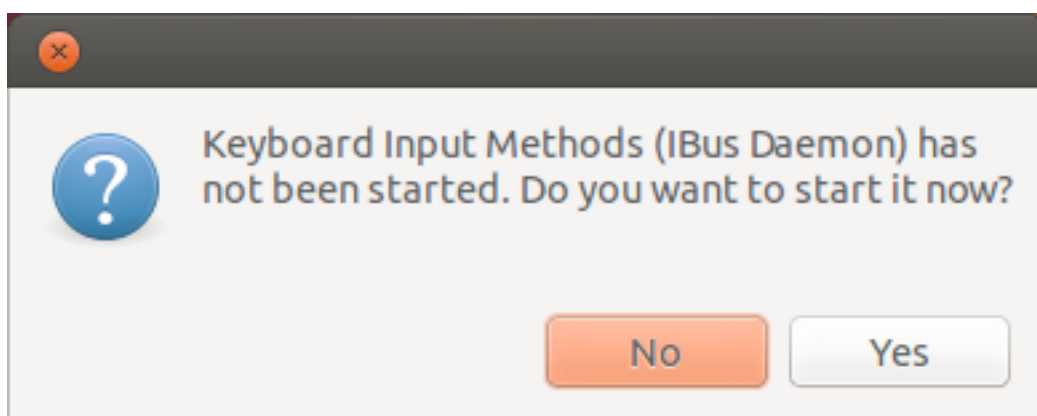 Keyboard Input Methods (IBus Daemon) has
not been started. Do you want to start it now?
No Yes